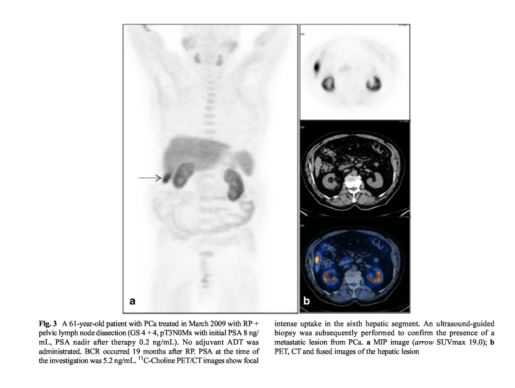 a
b
Fig. 3 A 61-year-old patient with PCa treated in March 2009 with RP +
pelvic lymph node dissection (GS 4 + 4, pT3N0Mx with initial PSA 8 ng/
mL, PSA nadir after therapy 0.2 ng/mL). No adjuvant ADT was
administrated. BCR occurred 19 months after RP. PSA at the time of
the investigation was 5.2 ng/mL. ¹¹C-Choline PET/CT images show focal
intense uptake in the sixth hepatic segment. An ultrasound-guided
biopsy was subsequently performed to confirm the presence of a
metastatic lesion from PCa. a MIP image (arrow SUVmax 19.0); b
PET, CT and fused images of the hepatic lesion